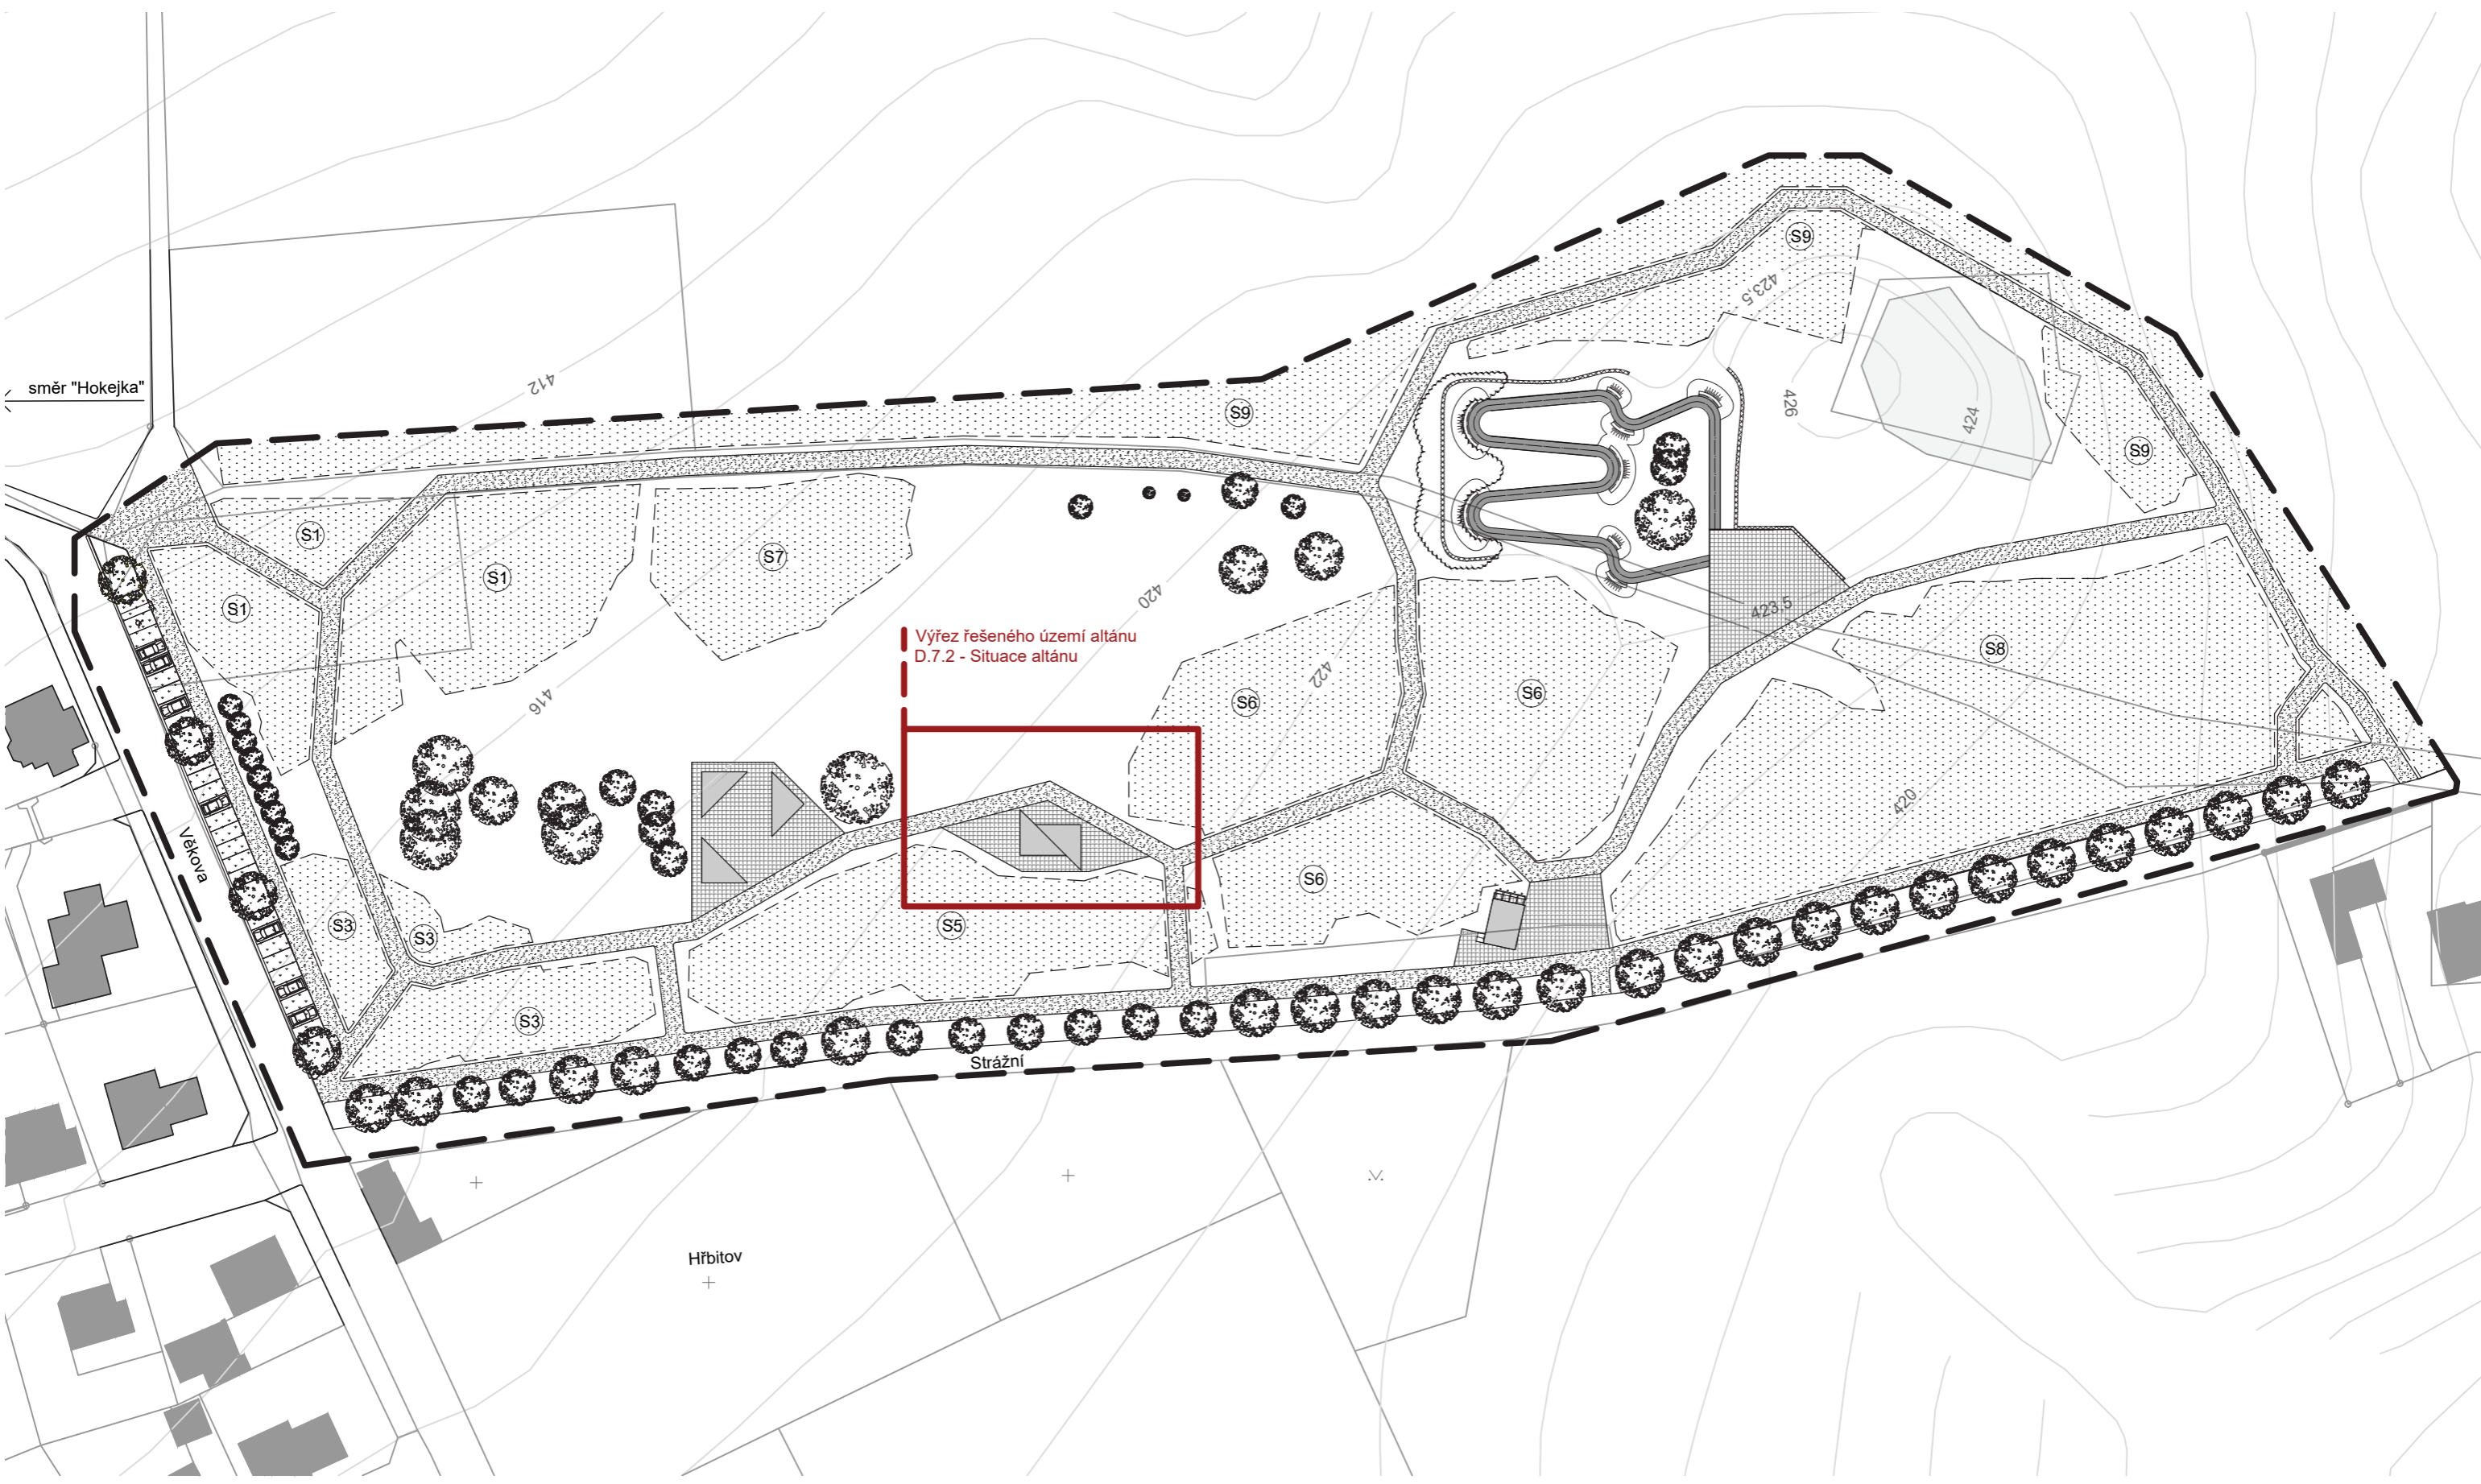 S9
423,5
směr "Hokejka"
412
S9
426
424
S9
S1
S7
S1
S1
420
423,5
Výřez řešeného území altánu
D.7.2 - Situace altánu
S8
422
S6
S6
416
420
Věkova
S6
S3
S3
S5
S3
Strážní
Hřbitov